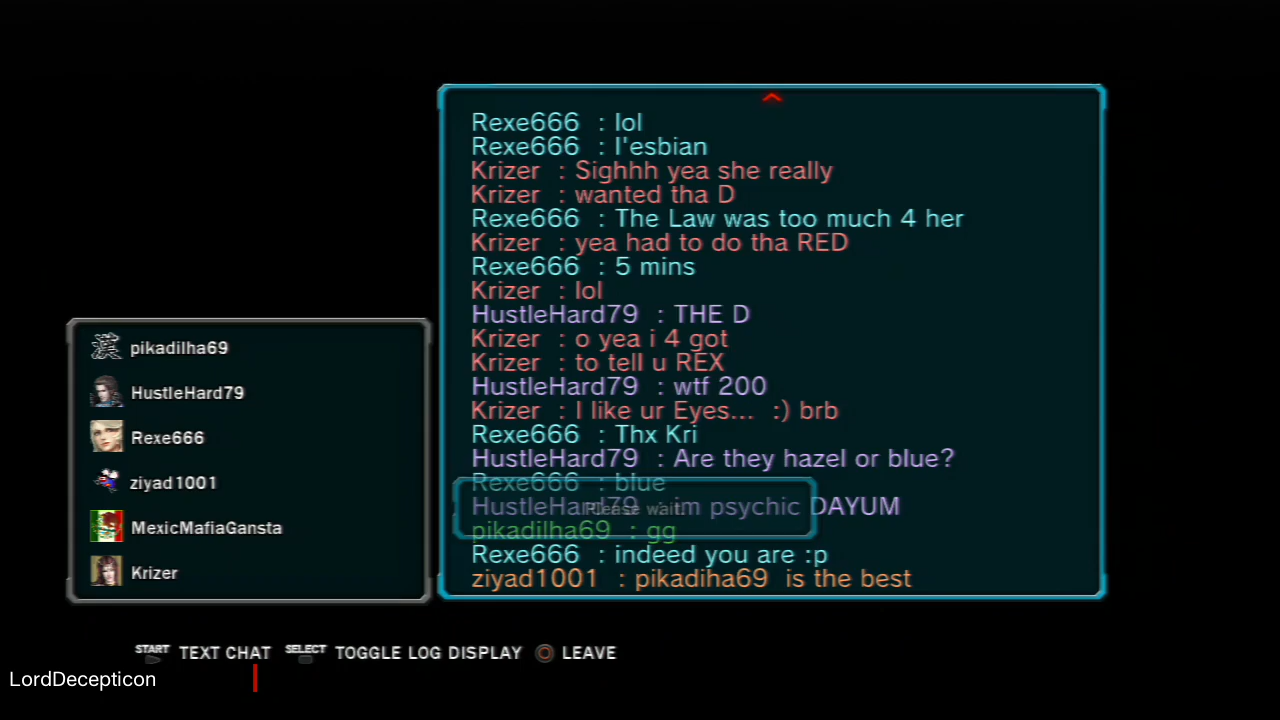 Rexe666 : lol
Rexe666 : l'esbian
Krizer : Sighhh yea she really
Krizer : wanted tha D
Rexe666 : The Law was too much 4 her
Krizer : yea had to do tha RED
Rexe666 : 5 mins
Krizer : lol
HustleHard79 : THE D
Krizer : o yea i 4 got
Krizer : to tell u REX
HustleHard79 : wtf 200
Krizer : I like ur Eyes... :) brb
Rexe666 : Thx Kri
HustleHard79 : Are they hazel or blue?
Rexe666 : blue
HustleHard79 : im psychic DAYUM
Please wait.
pikadilha69 : gg
Rexe666 : indeed you are :p
ziyad1001 : pikadiha69 is the best
pikadilha69
HustleHard79
Rexe666
ziyad1001
MexicMafiaGansta
Krizer
START TEXT CHAT SELECT TOGGLE LOG DISPLAY LEAVE
LordDecepticon